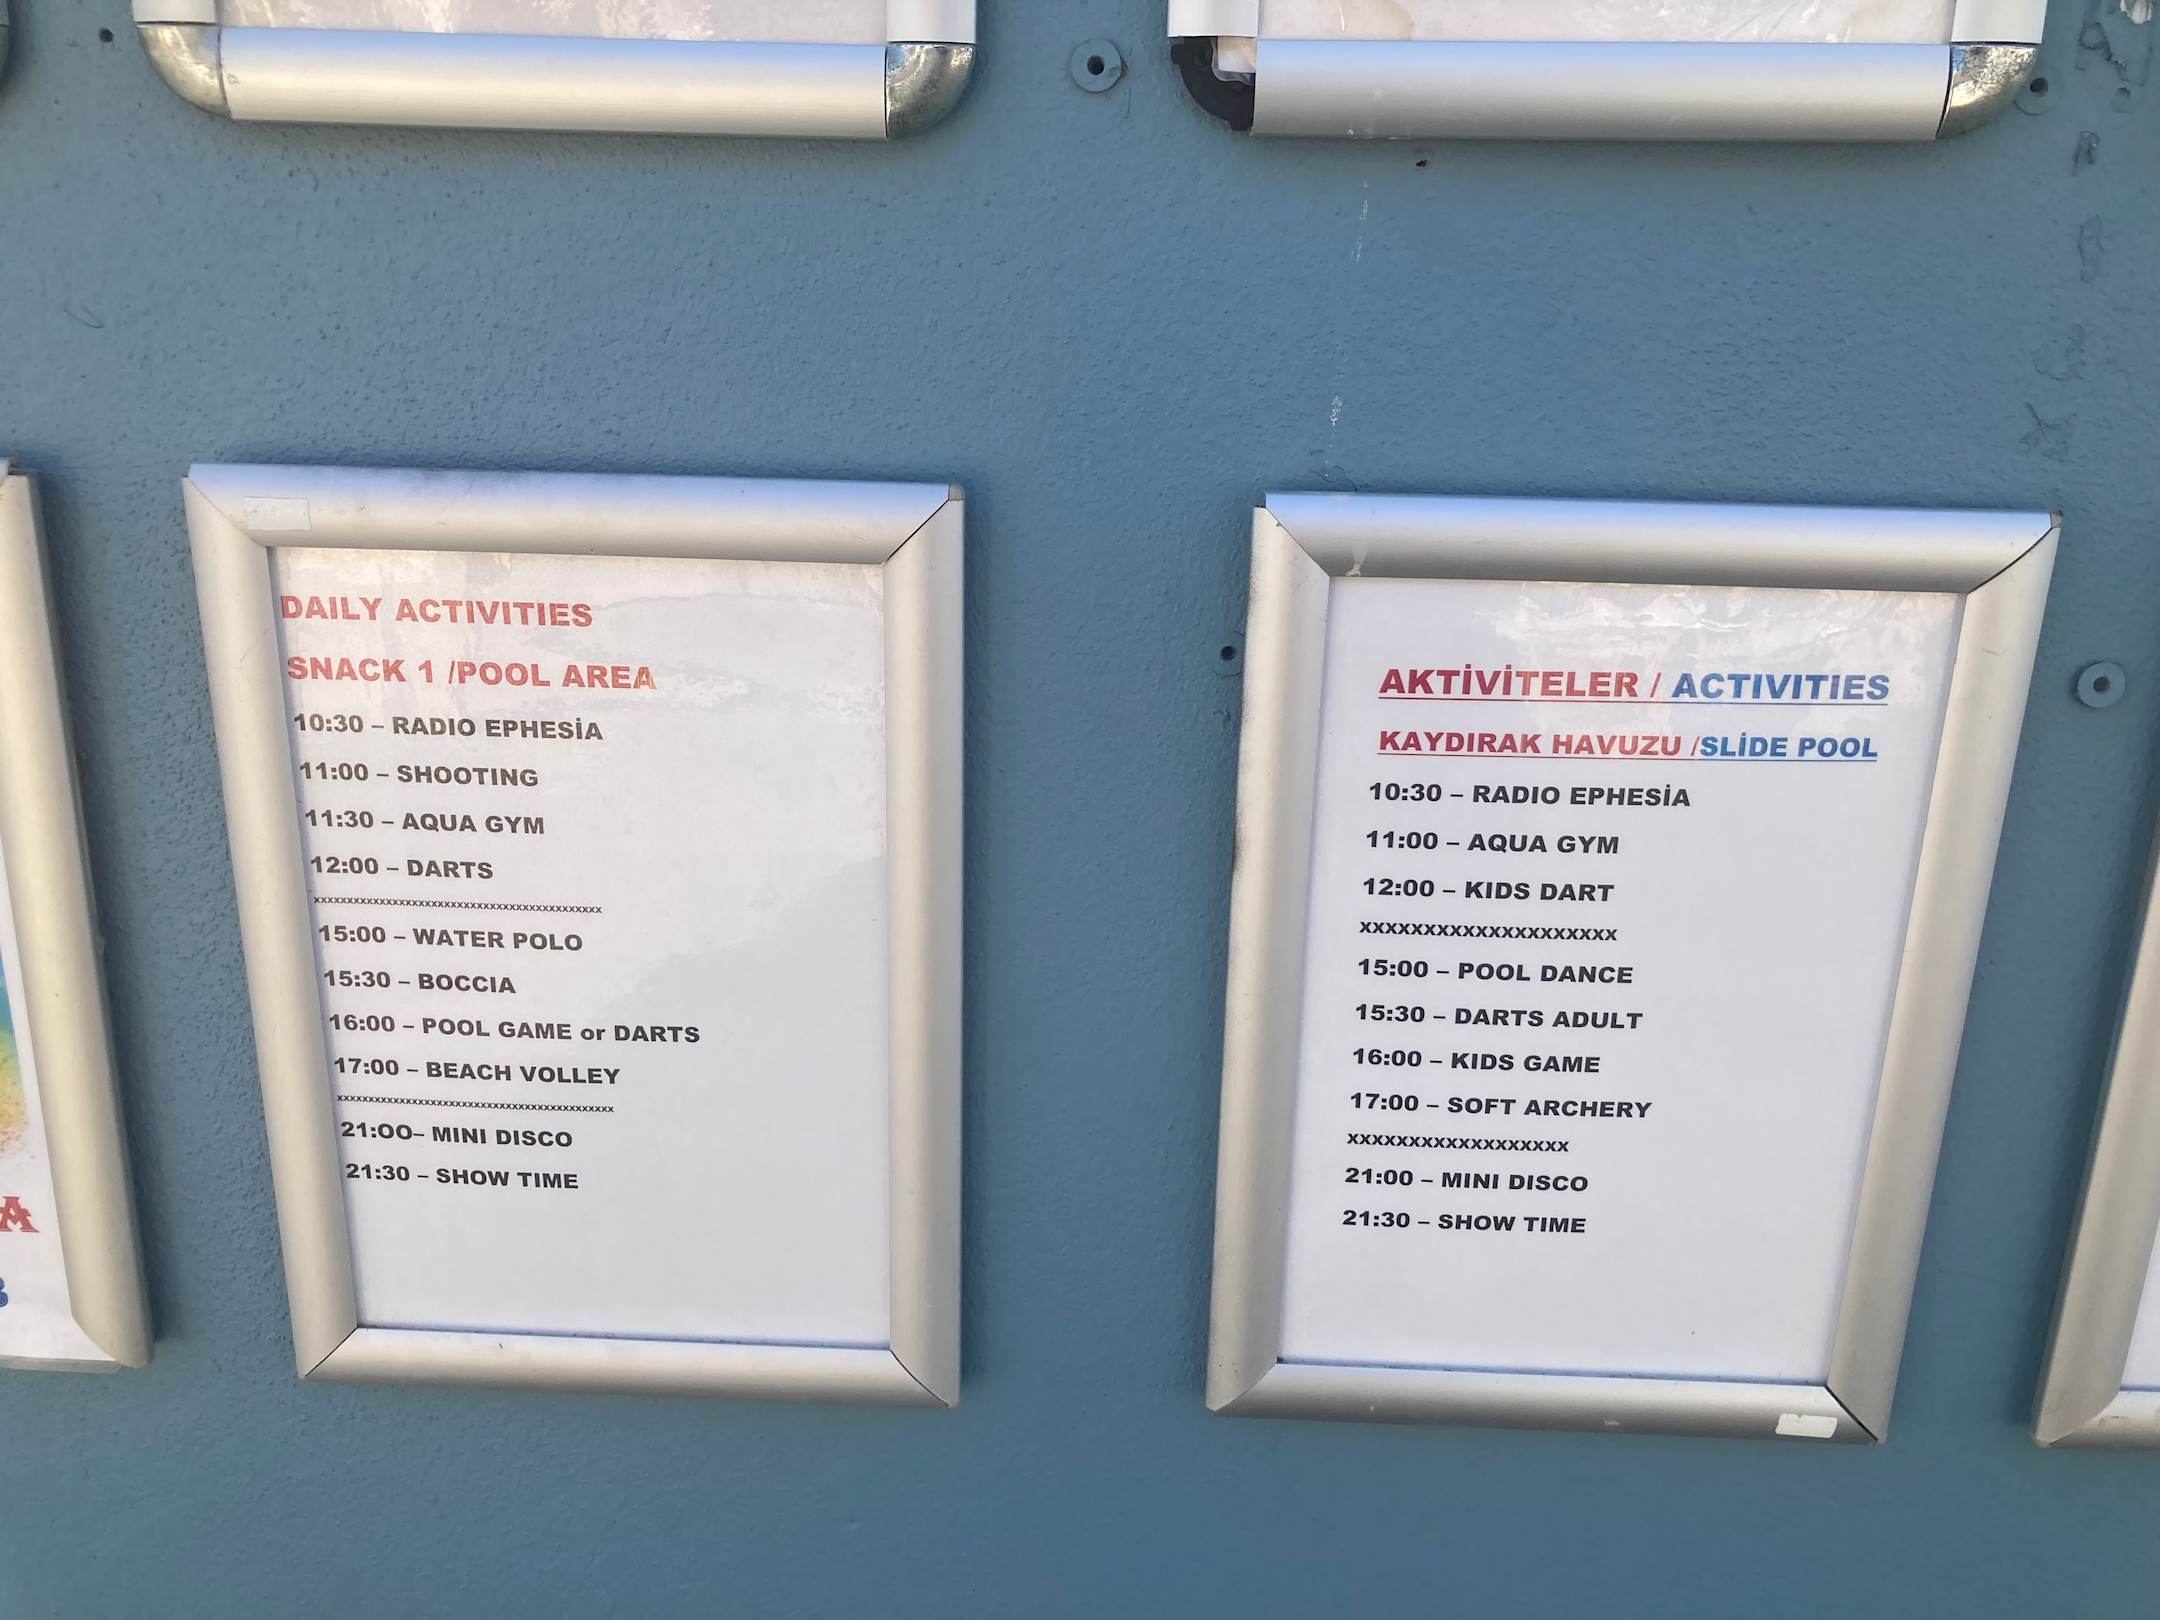 DAILY ACTIVITIES
SNACK 1 /POOL AREA
10:30 – RADIO EPHESİA
11:00 – SHOOTING
11:30 – AQUA GYM
12:00 – DARTS
xxxxxxxxxxxxxxxxxxxxxxxxxxxxxxxxxxxxxxxxxxxxx
15:00 – WATER POLO
15:30 – BOCCIA
16:00 – POOL GAME or DARTS
17:00 – BEACH VOLLEY
xxxxxxxxxxxxxxxxxxxxxxxxxxxxxxxxxxxxxxxxxxxxx
21:OO– MINI DISCO
21:30 – SHOW TIME
AKTİVİTELER / ACTIVITIES
KAYDIRAK HAVUZU /SLİDE POOL
10:30 – RADIO EPHESİA
11:00 – AQUA GYM
12:00 – KIDS DART
xxxxxxxxxxxxxxxxxxxx
15:00 – POOL DANCE
15:30 – DARTS ADULT
16:00 – KIDS GAME
17:00 – SOFT ARCHERY
xxxxxxxxxxxxxxxxxx
21:00 – MINI DISCO
21:30 – SHOW TIME